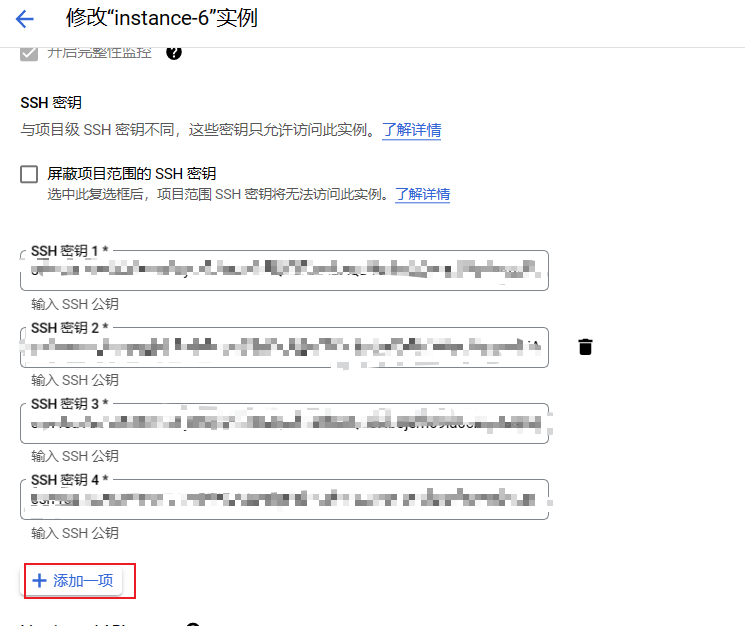 修改“instance-6”实例
开启完整性监控
SSH 密钥
与项目级 SSH 密钥不同，这些密钥只允许访问此实例。了解详情
屏蔽项目范围的 SSH 密钥
选中此复选框后，项目范围 SSH 密钥将无法访问此实例。了解详情
SSH 密钥 1 *
输入 SSH 公钥
SSH 密钥 2 *
输入 SSH 公钥
SSH 密钥 3 *
输入 SSH 公钥
SSH 密钥 4 *
输入 SSH 公钥
添加一项